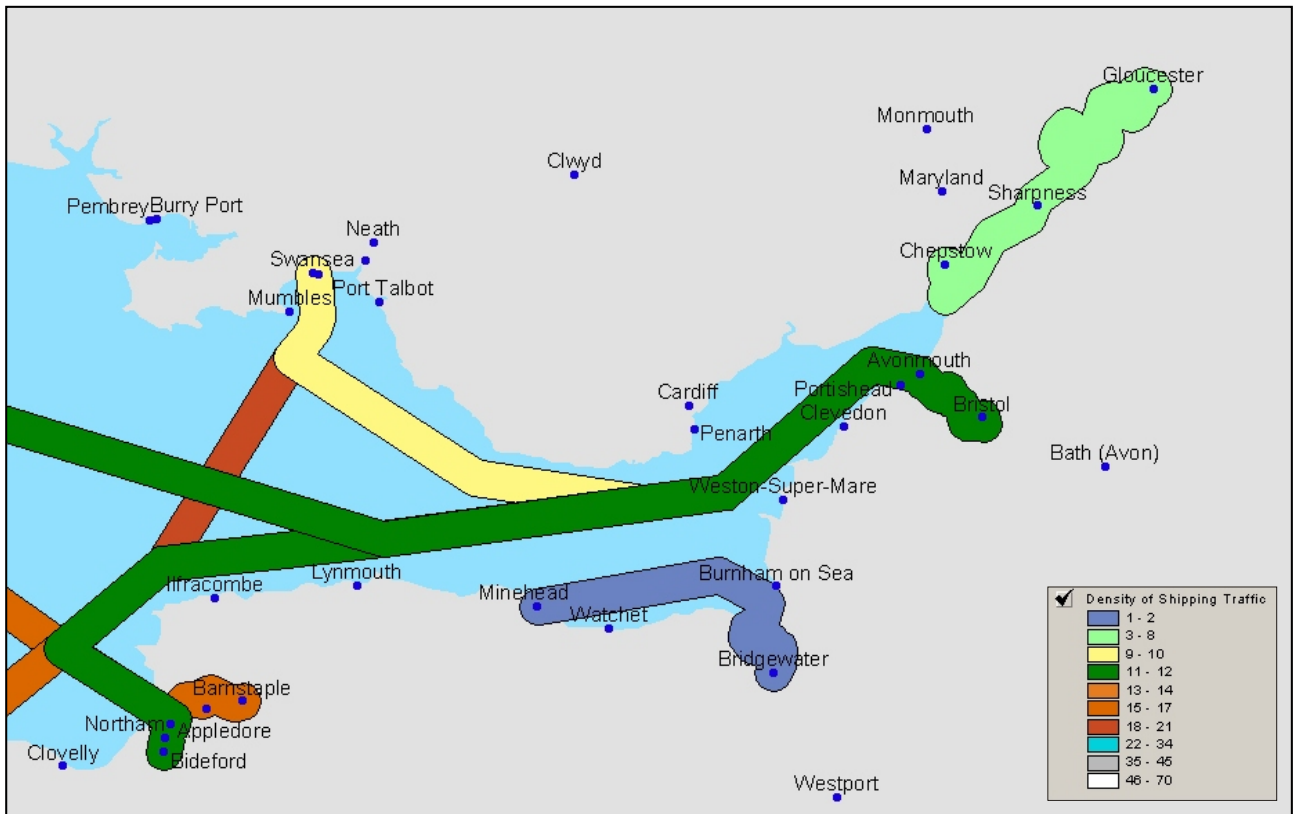 Gloucester
Monmouth
Clwyd
Maryland
Sharpness
Pembrey Burry Port
Neath
Chepstow
Swansea
Port Talbot
Mumbles
Avonmouth
Portishead
Cardiff
Clevedon
Bristol
Penarth
Bath (Avon)
Weston-Super-Mare
Ilfracombe
Lynmouth
Minehead
Burnham on Sea
Watchet
Bridgewater
Barnstaple
Northam
Appledore
Clovelly
Bideford
Westport
Density of Shipping Traffic
1 - 2
3 - 8
9 - 10
11 - 12
13 - 14
15 - 17
18 - 21
22 - 34
35 - 45
46 - 70